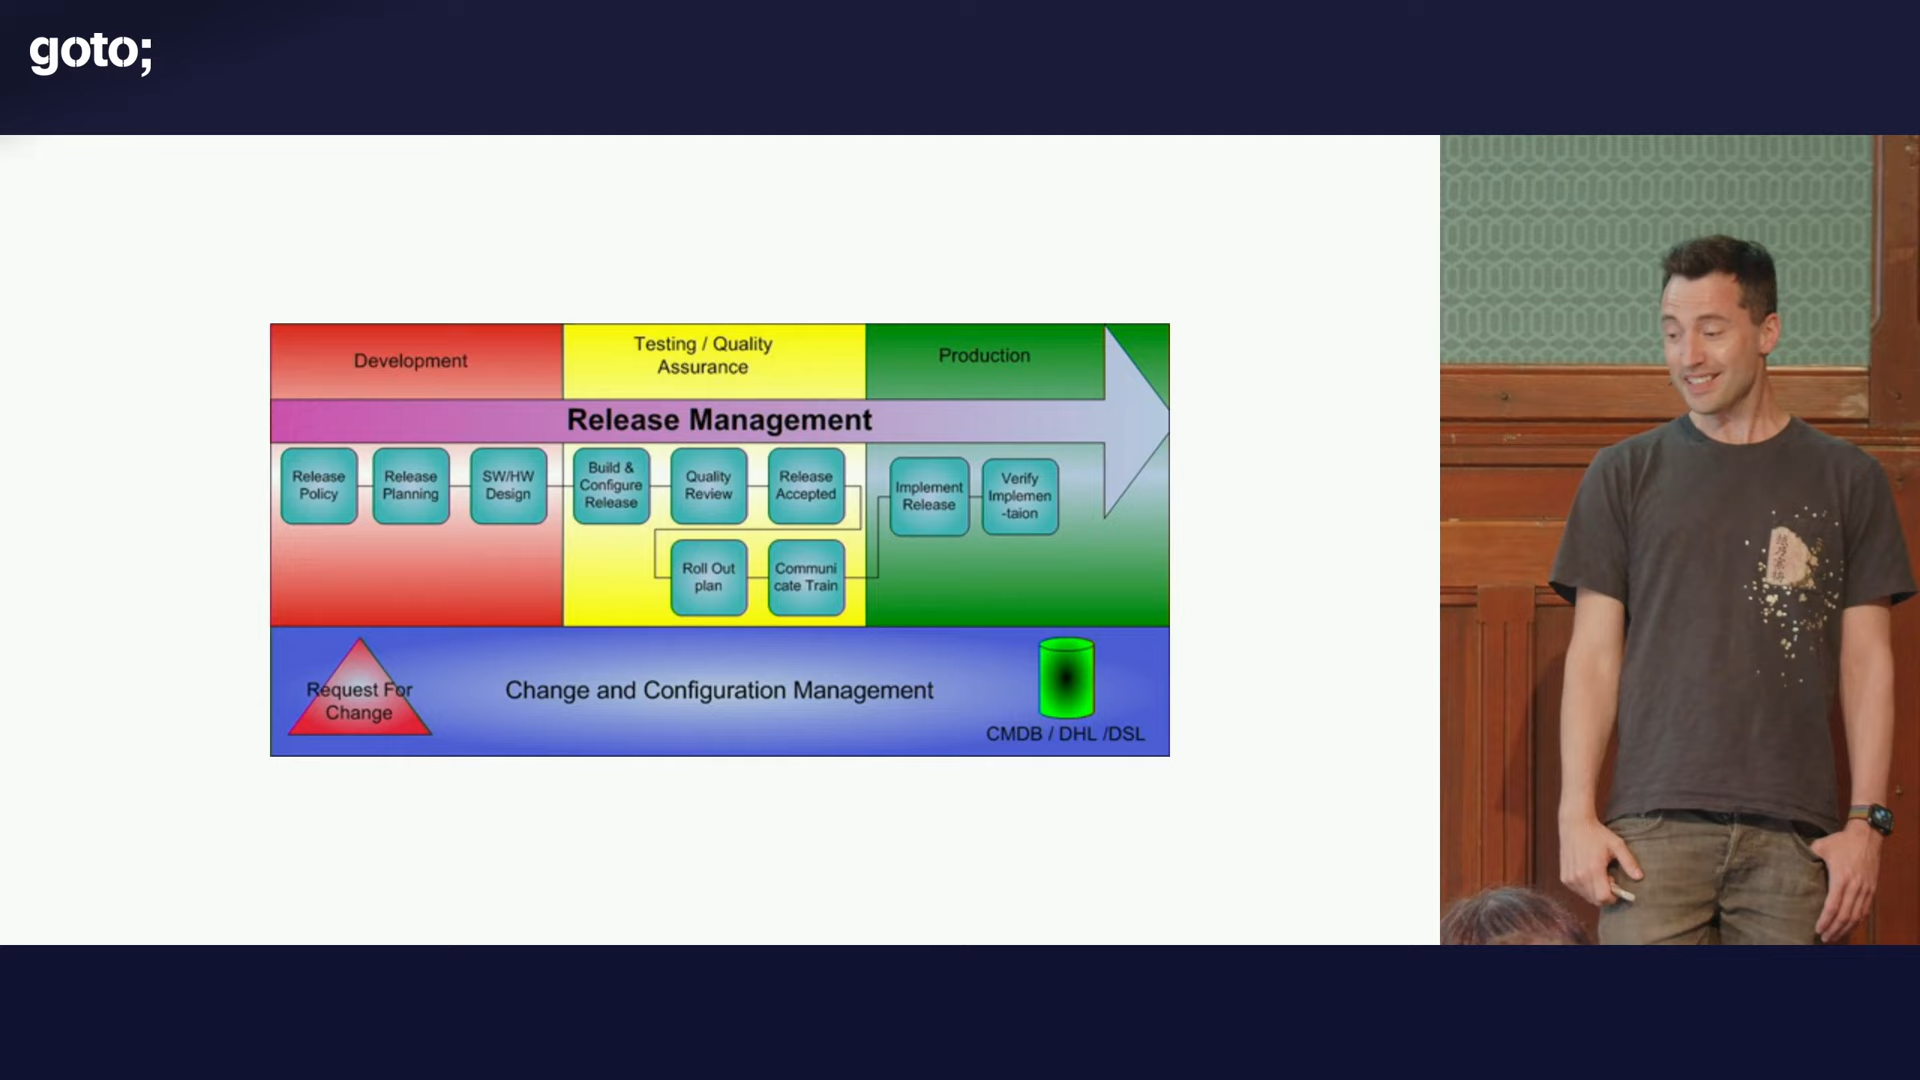 goto;
Development
Testing / Quality
Assurance
Production
Release Management
Release
Policy
Release
Planning
SW/HW
Design
Build &
Configure
Release
Quality
Review
Release
Accepted
Implement
Release
Verify
Implemen
-taion
Roll Out
plan
Communi
cate Train
Request For
Change
Change and Configuration Management
CMDB / DHL /DSL